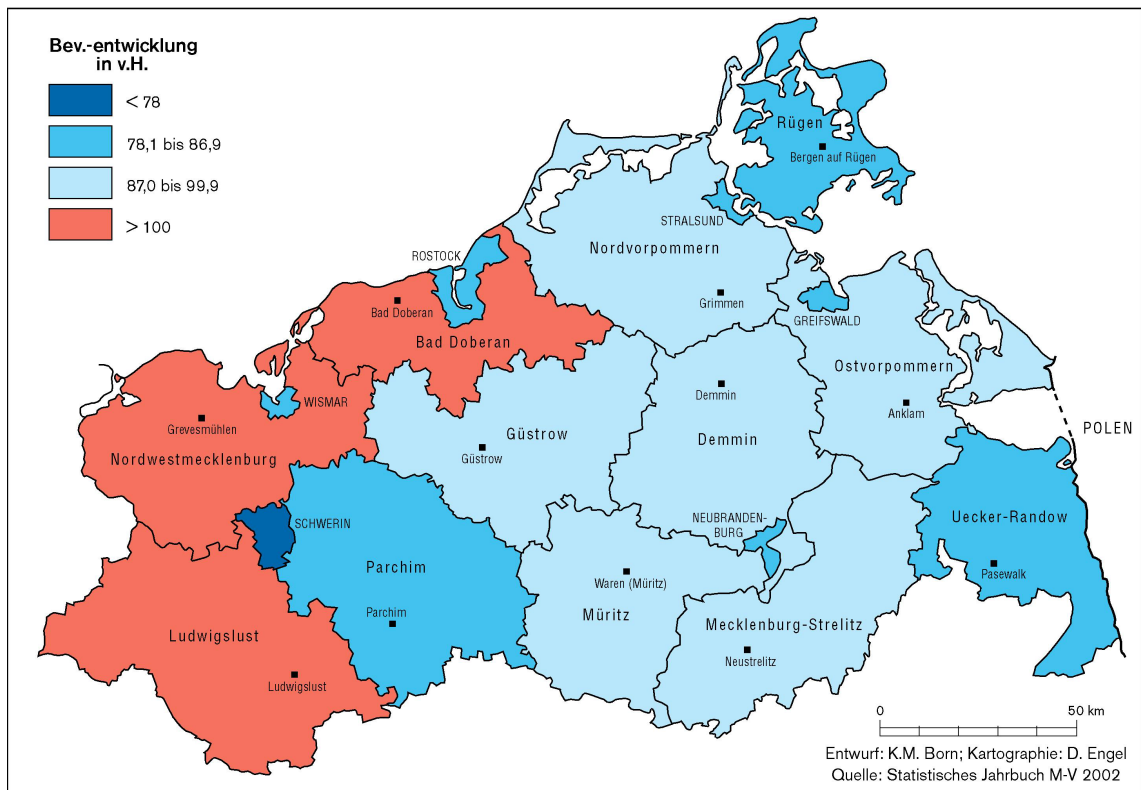 Bev.-entwicklung
in v.H.
< 78
78,1 bis 86,9
87,0 bis 99,9
> 100
Rügen
Bergen auf Rügen
STRALSUND
Nordvorpommern
ROSTOCK
Grimmen
Bad Doberan
GREIFSWALD
Bad Doberan
Ostvorpommern
Demmin
WISMAR
Anklam
Grevesmühlen
POLEN
Güstrow
Demmin
Nordwestmecklenburg
Güstrow
NEUBRANDEN-
BURG
Uecker-Randow
SCHWERIN
Parchim
Pasewalk
Waren (Müritz)
Parchim
Müritz
Mecklenburg-Strelitz
Ludwigslust
Neustrelitz
Ludwigslust
0 50 km
Entwurf: K.M. Born; Kartographie: D. Engel
Quelle: Statistisches Jahrbuch M-V 2002